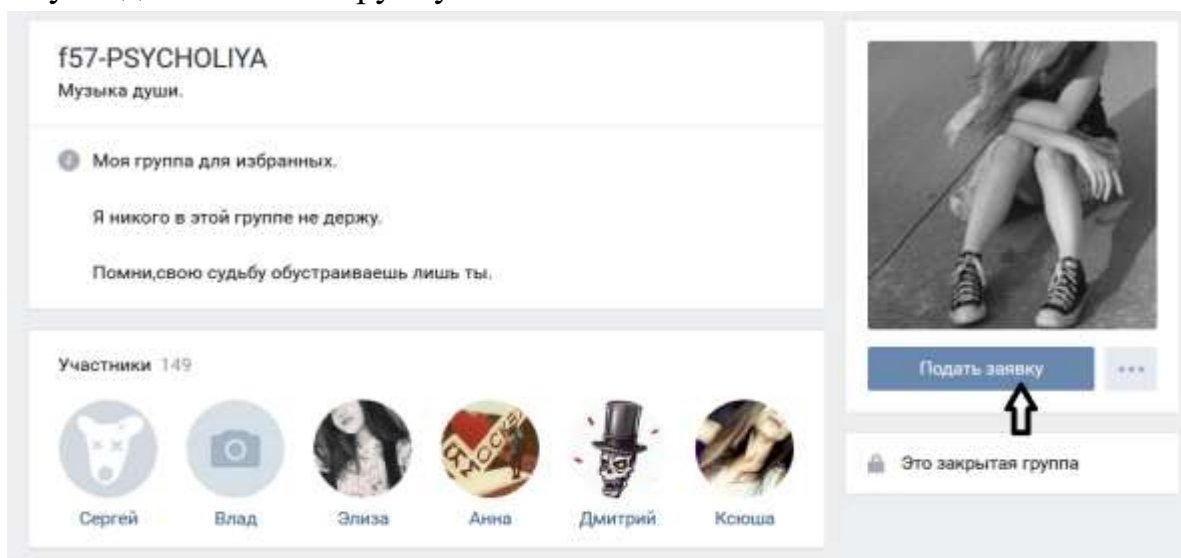 f57-PSYCHOLIYA
Музыка души.
Моя группа для избранных.
Я никого в этой группе не держу.
Помни,свою судьбу обустраиваешь лишь ты.
Участники 149
Сергей
Влад
Элиза
Анна
Дмитрий
Ксюша
Подать заявку
Это закрытая группа